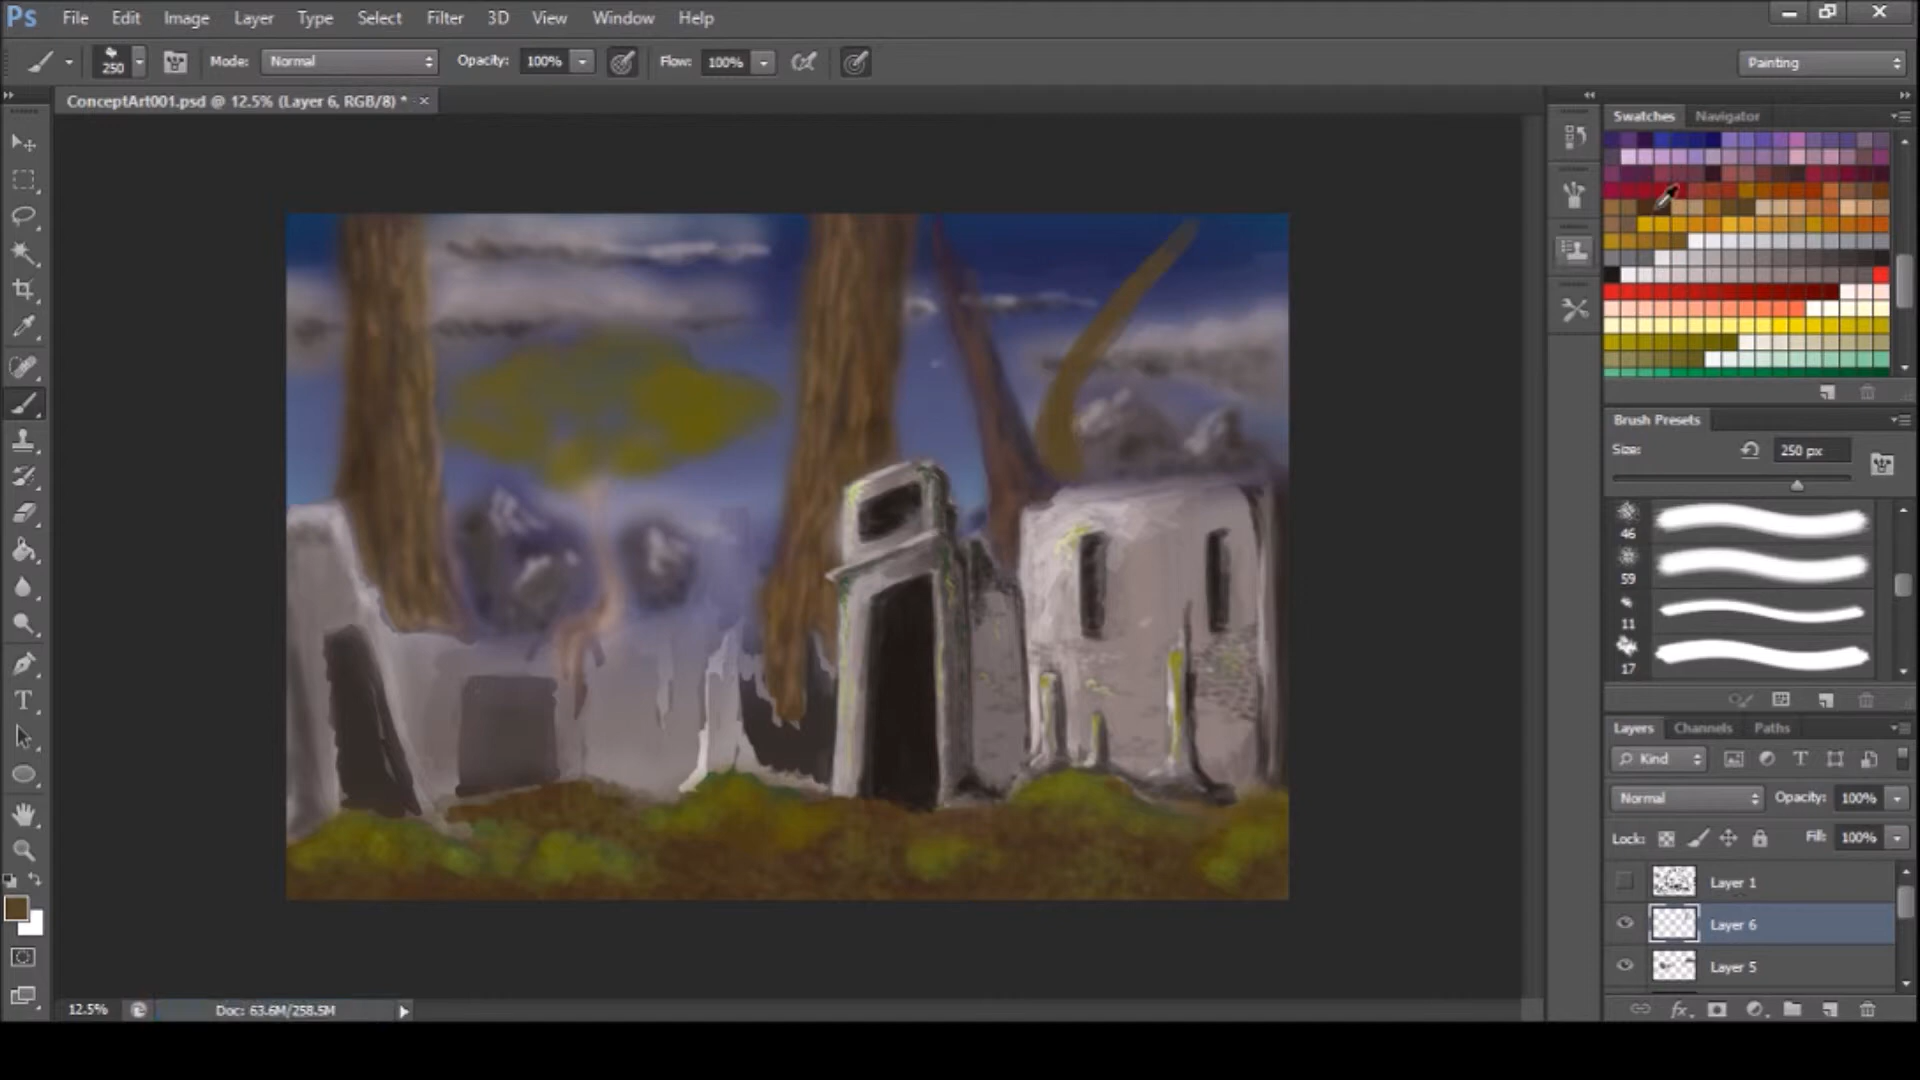 Ps File Edit Image Layer Type Select Filter 3D View Window Help
250 Mode: Normal Opacity: 100% Flow: 100% Painting
ConceptArt001.psd @ 12.5% (Layer 6, RGB/8) * ×
Swatches Navigator
Brush Presets
Size: 250 px
46
59
11
17
Layers Channels Paths
Kind
Normal Opacity: 100%
Lock: Fill: 100%
Layer 1
Layer 6
Layer 5
12.5% Doc: 63.6M/258.5M